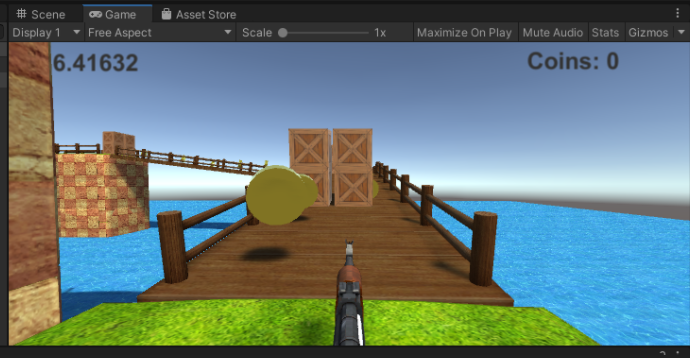 Scene Game Asset Store
Display 1 Free Aspect Scale 1x Maximize On Play Mute Audio Stats Gizmos
6.41632 Coins: 0